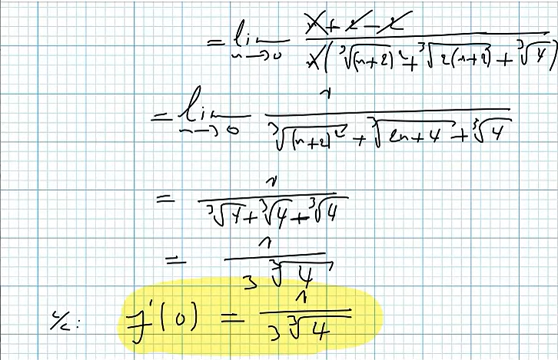 = lim x→0 (x + 2 - 2) / (x(∛(x+2)² + ∛2(x+2) + ∛4))
= lim x→0 1 / (∛(x+2)² + ∛2x+4 + ∛4)
= 1 / (∛4 + ∛4 + ∛4)
= 1 / (3 ∛4)
c/c: f'(0) = 1 / (3 ∛4)